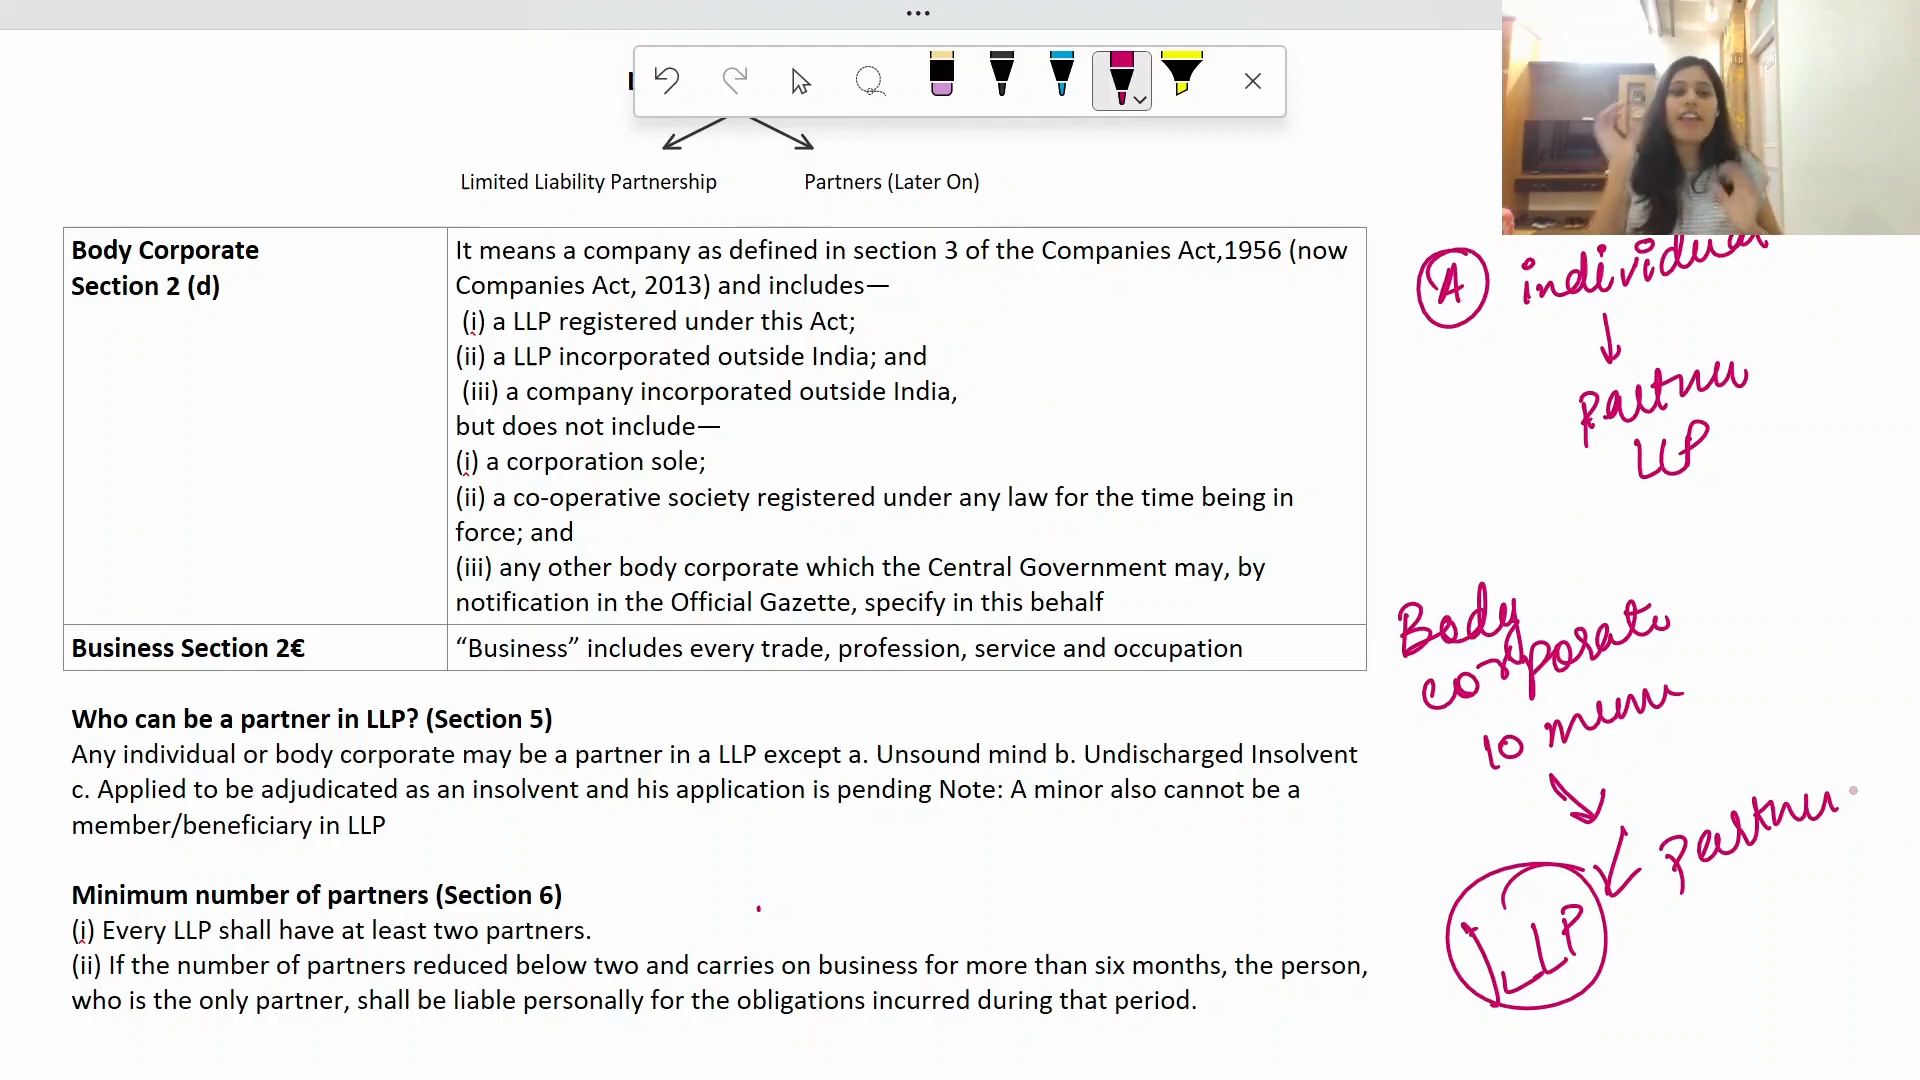 Limited Liability Partnership
Partners (Later On)
Body Corporate
Section 2 (d)
It means a company as defined in section 3 of the Companies Act,1956 (now
Companies Act, 2013) and includes—
(i) a LLP registered under this Act;
(ii) a LLP incorporated outside India; and
(iii) a company incorporated outside India,
but does not include—
(i) a corporation sole;
(ii) a co-operative society registered under any law for the time being in
force; and
(iii) any other body corporate which the Central Government may, by
notification in the Official Gazette, specify in this behalf
Business Section 2€
“Business” includes every trade, profession, service and occupation
Who can be a partner in LLP? (Section 5)
Any individual or body corporate may be a partner in a LLP except a. Unsound mind b. Undischarged Insolvent
c. Applied to be adjudicated as an insolvent and his application is pending Note: A minor also cannot be a
member/beneficiary in LLP
Minimum number of partners (Section 6)
(i) Every LLP shall have at least two partners.
(ii) If the number of partners reduced below two and carries on business for more than six months, the person,
who is the only partner, shall be liable personally for the obligations incurred during that period.
A individual
Partner
LLP
Body
corporate
10 mem
Partner
LLP